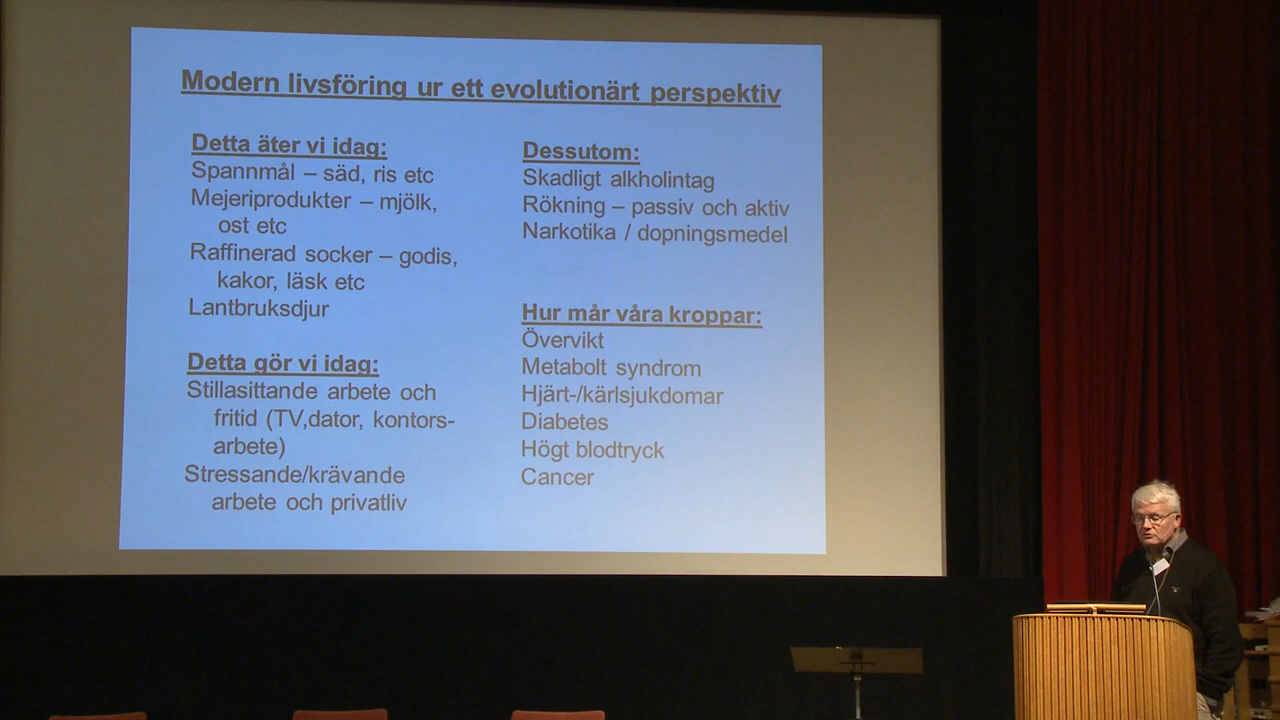 Modern livsföring ur ett evolutionärt perspektiv
Detta äter vi idag:
Spannmål – säd, ris etc
Mejeriprodukter – mjölk,
ost etc
Raffinerad socker – godis,
kakor, läsk etc
Lantbruksdjur
Detta gör vi idag:
Stillasittande arbete och
fritid (TV,dator, kontors-
arbete)
Stressande/krävande
arbete och privatliv
Dessutom:
Skadligt alkholintag
Rökning – passiv och aktiv
Narkotika / dopningsmedel
Hur mår våra kroppar:
Övervikt
Metabolt syndrom
Hjärt-/kärlsjukdomar
Diabetes
Högt blodtryck
Cancer